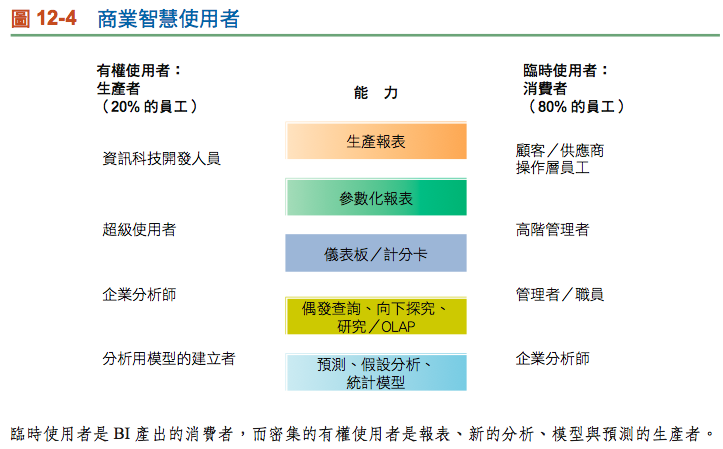 圖 12-4 商業智慧使用者
有權使用者：
生產者
（20% 的員工）
能 力
臨時使用者：
消費者
（80% 的員工）
生產報表
資訊科技開發人員
顧客／供應商
操作層員工
參數化報表
超級使用者
高階管理者
儀表板／計分卡
企業分析師
管理者／職員
偶發查詢、向下探究、
研究／OLAP
分析用模型的建立者
預測、假設分析、
統計模型
企業分析師
臨時使用者是 BI 產出的消費者，而密集的有權使用者是報表、新的分析、模型與預測的生產者。